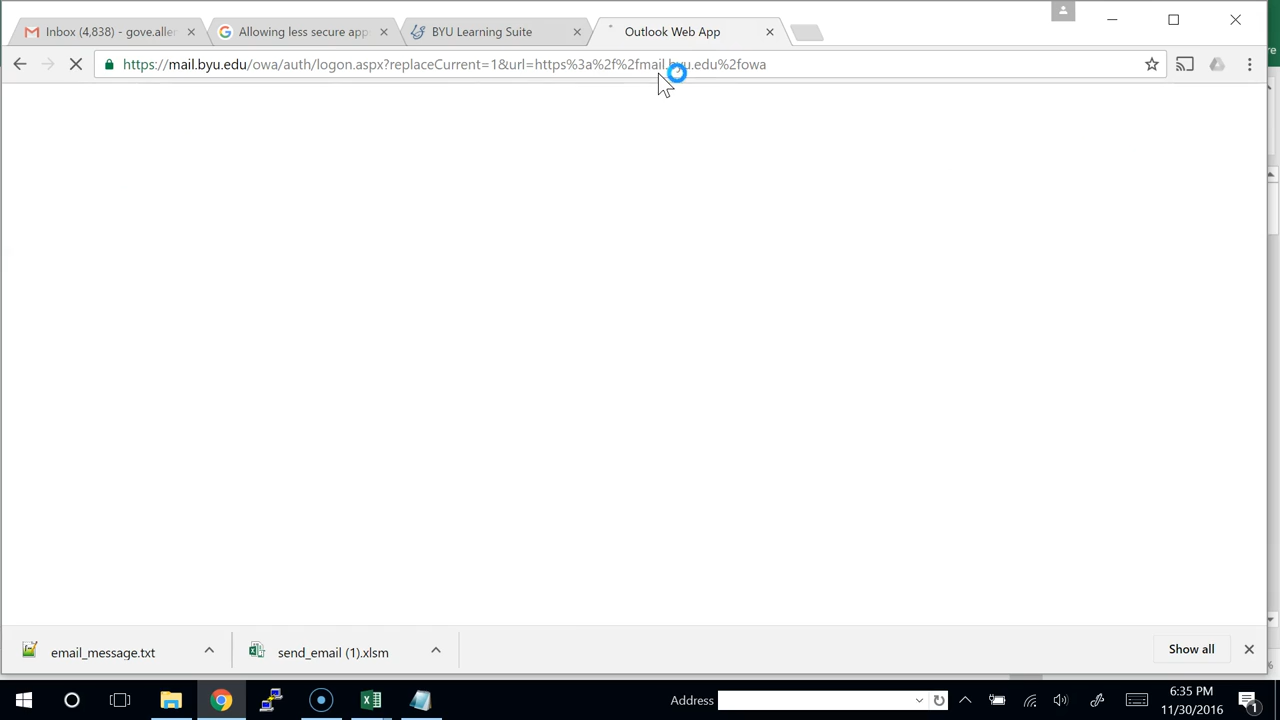 Inbox (4,838) - gove.aller
Allowing less secure app
BYU Learning Suite
Outlook Web App
https://mail.byu.edu/owa/auth/logon.aspx?replaceCurrent=1&url=https%3a%2f%2fmail.byu.edu%2fowa
email_message.txt
send_email (1).xlsm
Show all
Address
6:35 PM
11/30/2016
1